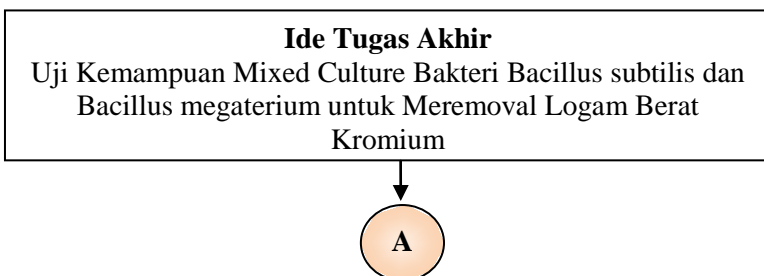 Ide Tugas Akhir
Uji Kemampuan Mixed Culture Bakteri Bacillus subtilis dan
Bacillus megaterium untuk Meremoval Logam Berat
Kromium
A